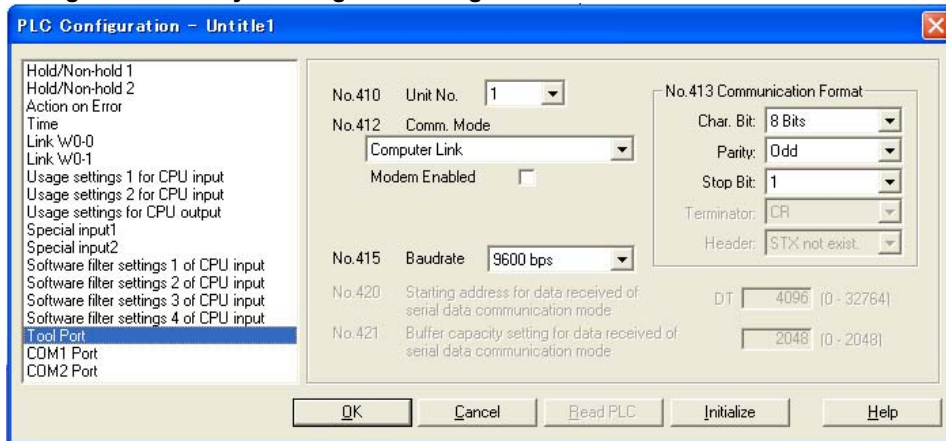 PLC Configuration - Untitle1
Hold/Non-hold 1
Hold/Non-hold 2
Action on Error
Time
Link W0-0
Link W0-1
Usage settings 1 for CPU input
Usage settings 2 for CPU input
Usage settings for CPU output
Special input1
Special input2
Software filter settings 1 of CPU input
Software filter settings 2 of CPU input
Software filter settings 3 of CPU input
Software filter settings 4 of CPU input
Tool Port
COM1 Port
COM2 Port
No.410 Unit No. 1
No.412 Comm. Mode
Computer Link
Modem Enabled
No.413 Communication Format
Char. Bit: 8 Bits
Parity: Odd
Stop Bit: 1
Terminator: CR
Header: STX not exist.
No.415 Baudrate 9600 bps
No.420 Starting address for data received of
serial data communication mode
DT 4096 (0 - 32764)
No.421 Buffer capacity setting for data received of
serial data communication mode
2048 (0 - 2048)
OK Cancel Read PLC Initialize Help